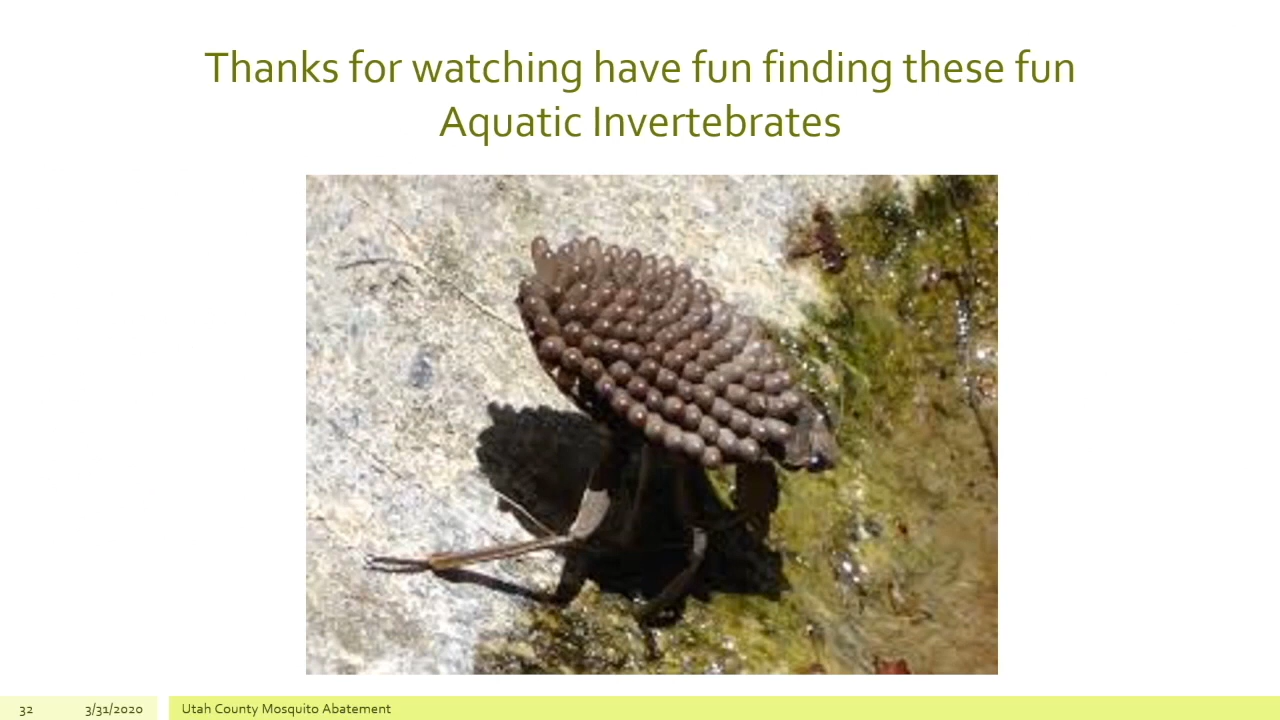 Thanks for watching have fun finding these fun
Aquatic Invertebrates
32 3/31/2020 Utah County Mosquito Abatement